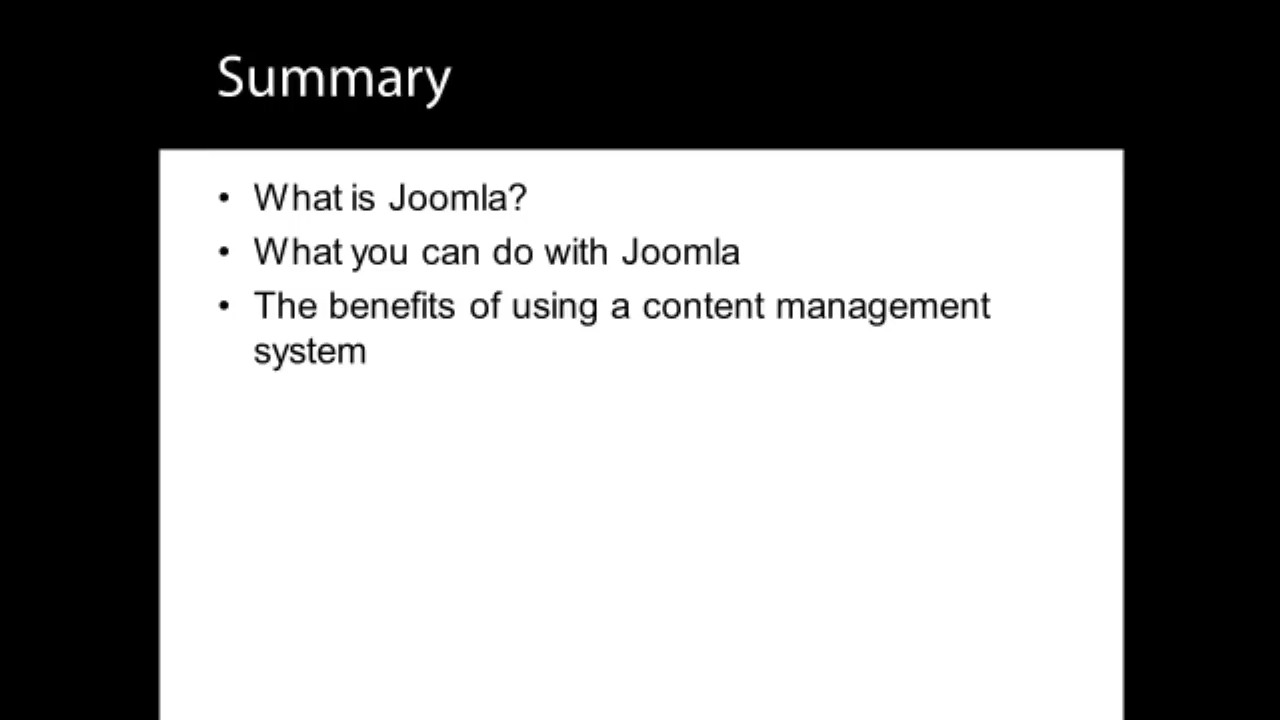 Summary
• What is Joomla?
• What you can do with Joomla
• The benefits of using a content management
system